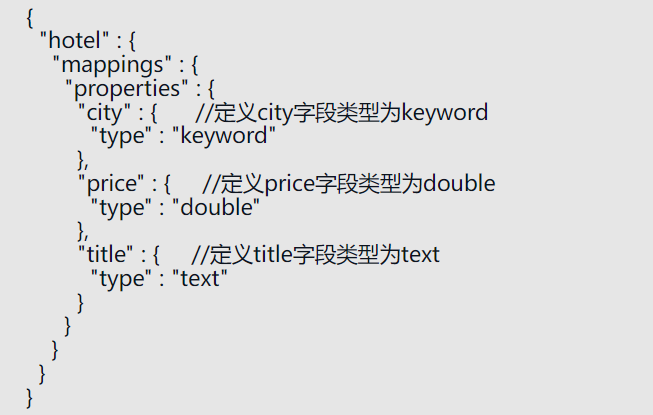 {
  "hotel" : {
    "mappings" : {
      "properties" : {
        "city" : {      //定义city字段类型为keyword
          "type" : "keyword"
        },
        "price" : {     //定义price字段类型为double
          "type" : "double"
        },
        "title" : {     //定义title字段类型为text
          "type" : "text"
        }
      }
    }
  }
}